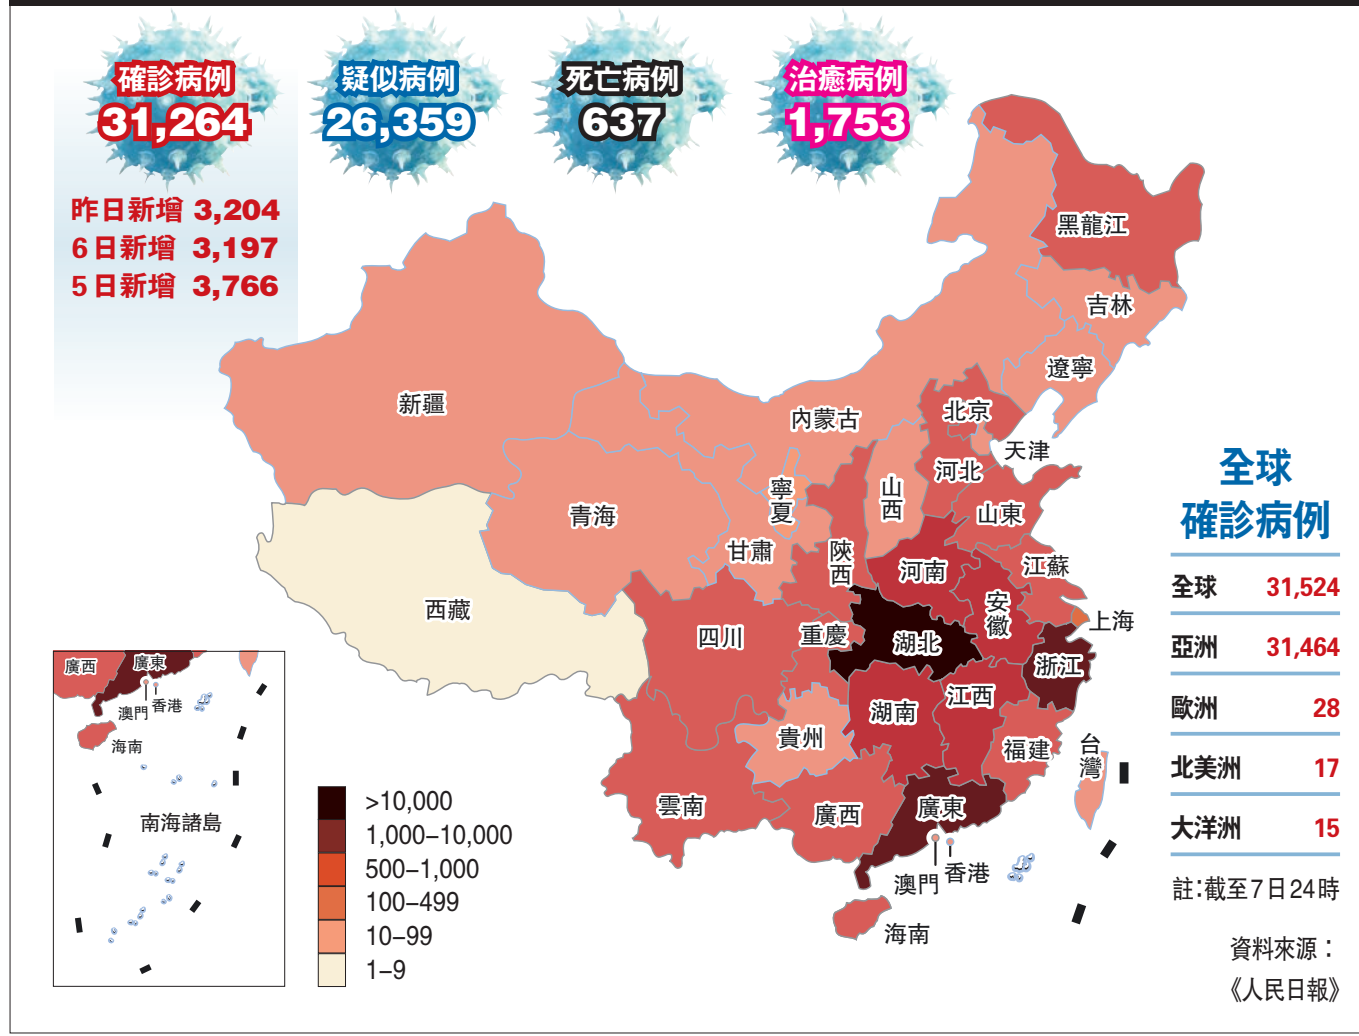 確診病例
31,264
疑似病例
26,359
死亡病例
637
治癒病例
1,753
昨日新增 3,204
6日新增 3,197
5日新增 3,766
黑龍江
吉林
遼寧
新疆
內蒙古
北京
天津
河北
山西
寧夏
青海
山東
甘肅
陝西
河南
江蘇
安徽
上海
西藏
四川
重慶
湖北
浙江
湖南
江西
貴州
福建
台灣
雲南
廣西
廣東
澳門
香港
海南
廣西
廣東
澳門
香港
海南
南海諸島
>10,000
1,000–10,000
500–1,000
100–499
10–99
1–9
全球
確診病例
全球 31,524
亞洲 31,464
歐洲 28
北美洲 17
大洋洲 15
註:截至7日24時
資料來源：
《人民日報》